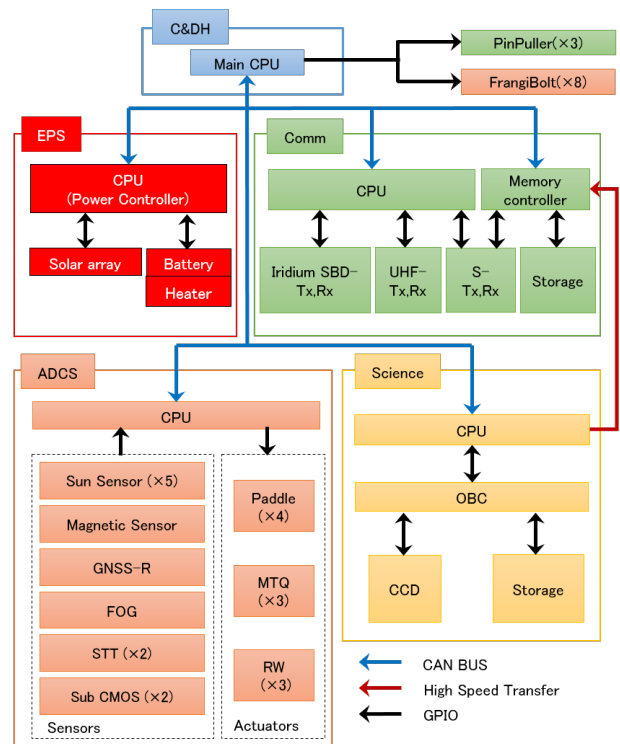 C&DH
Main CPU
PinPuller(×3)
FrangiBolt(×8)
EPS
CPU
(Power Controller)
Solar array
Battery
Heater
Comm
CPU
Memory
controller
Iridium SBD-
Tx,Rx
UHF-
Tx,Rx
S-
Tx,Rx
Storage
ADCS
CPU
Sun Sensor (×5)
Magnetic Sensor
GNSS-R
FOG
STT (×2)
Sub CMOS (×2)
Sensors
Paddle
(×4)
MTQ
(×3)
RW
(×3)
Actuators
Science
CPU
OBC
CCD
Storage
CAN BUS
High Speed Transfer
GPIO